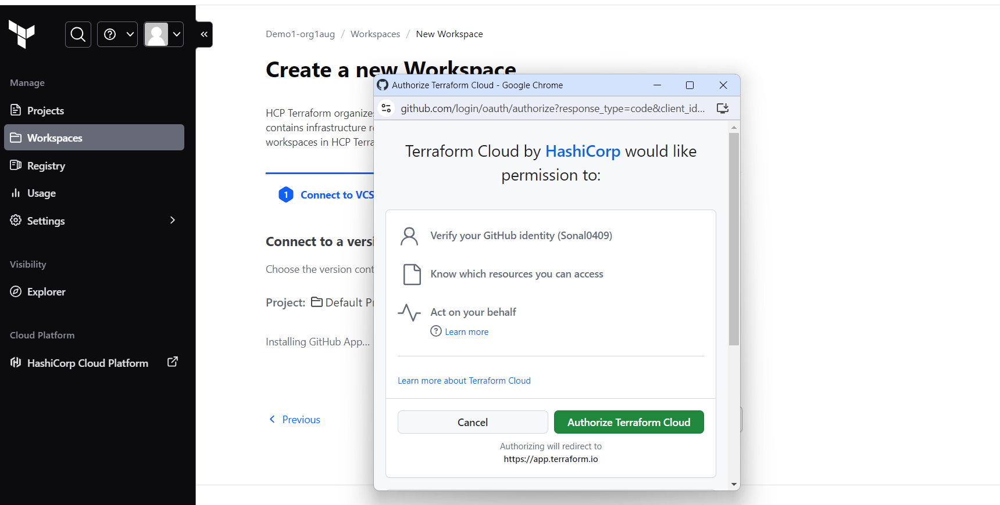 Manage
Projects
Workspaces
Registry
Usage
Settings
Visibility
Explorer
Cloud Platform
HashiCorp Cloud Platform
Demo1-org1aug / Workspaces / New Workspace
Create a new Workspace
HCP Terraform organize
contains infrastructure r
workspaces in HCP Terra
1 Connect to VCS
Connect to a versi
Choose the version cont
Project: Default Pr
Installing GitHub App...
Previous
Authorize Terraform Cloud - Google Chrome
github.com/login/oauth/authorize?response_type=code&client_id...
Terraform Cloud by HashiCorp would like
permission to:
Verify your GitHub identity (Sonal0409)
Know which resources you can access
Act on your behalf
Learn more
Learn more about Terraform Cloud
Cancel
Authorize Terraform Cloud
Authorizing will redirect to
https://app.terraform.io